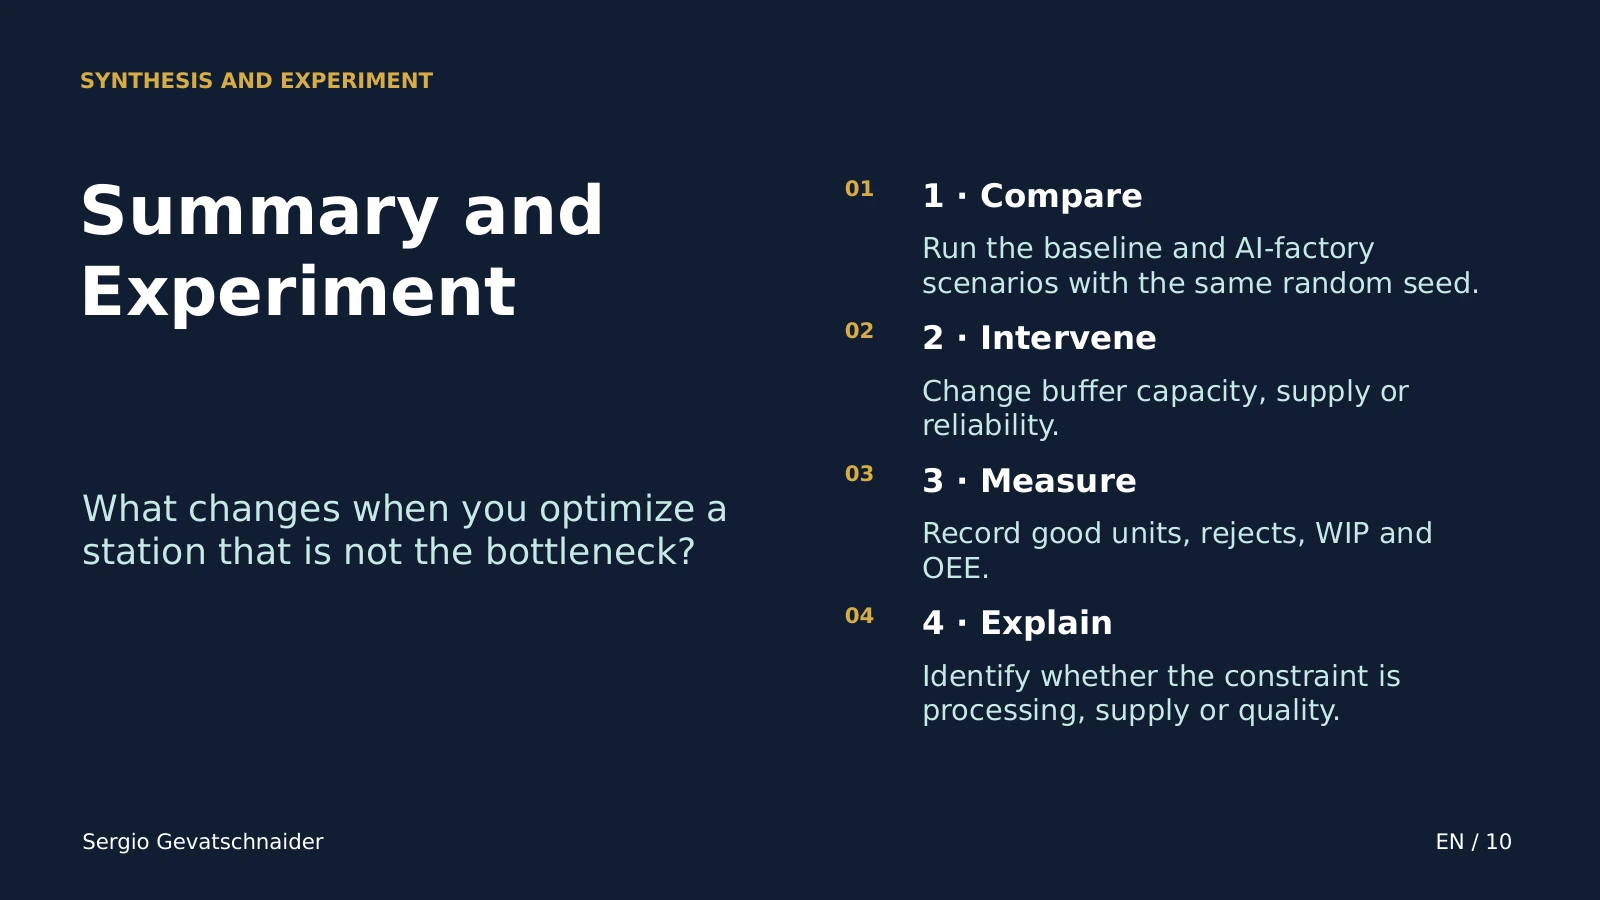 SYNTHESIS AND EXPERIMENT
Summary and
Experiment
What changes when you optimize a
station that is not the bottleneck?
01
1 · Compare
Run the baseline and AI-factory
scenarios with the same random seed.
02
2 · Intervene
Change buffer capacity, supply or
reliability.
03
3 · Measure
Record good units, rejects, WIP and
OEE.
04
4 · Explain
Identify whether the constraint is
processing, supply or quality.
Sergio Gevatschnaider
EN / 10